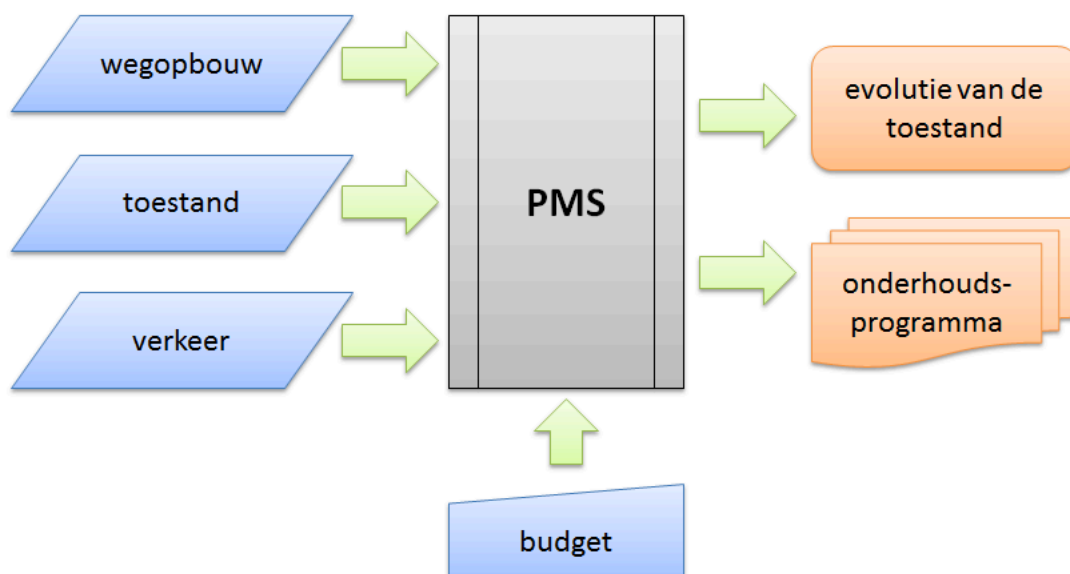 wegopbouw
toestand
verkeer
PMS
budget
evolutie van de
toestand
onderhouds-
programma